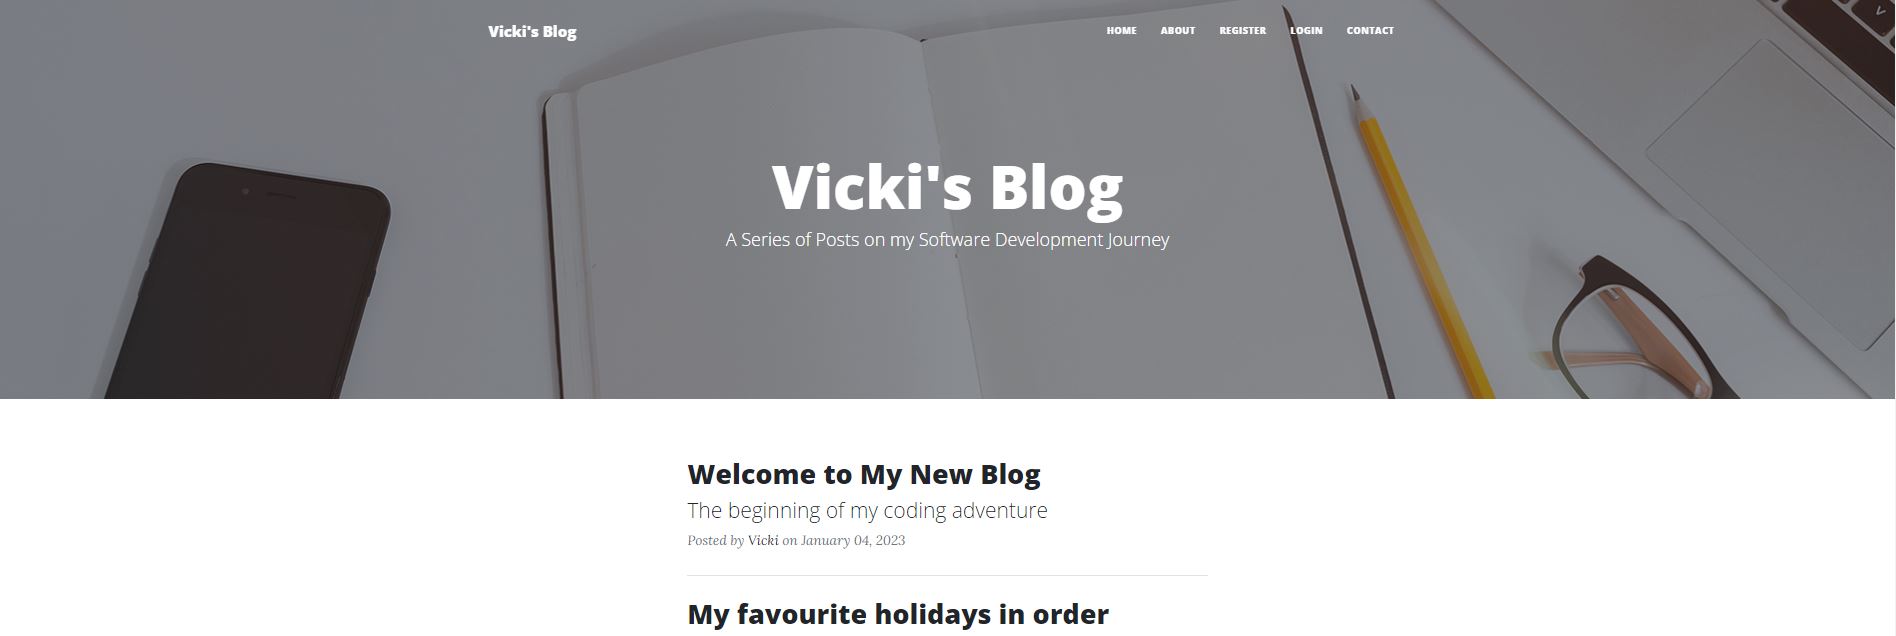 Vicki's Blog
HOME ABOUT REGISTER LOGIN CONTACT
Vicki's Blog
A Series of Posts on my Software Development Journey
Welcome to My New Blog
The beginning of my coding adventure
Posted by Vicki on January 04, 2023
My favourite holidays in order